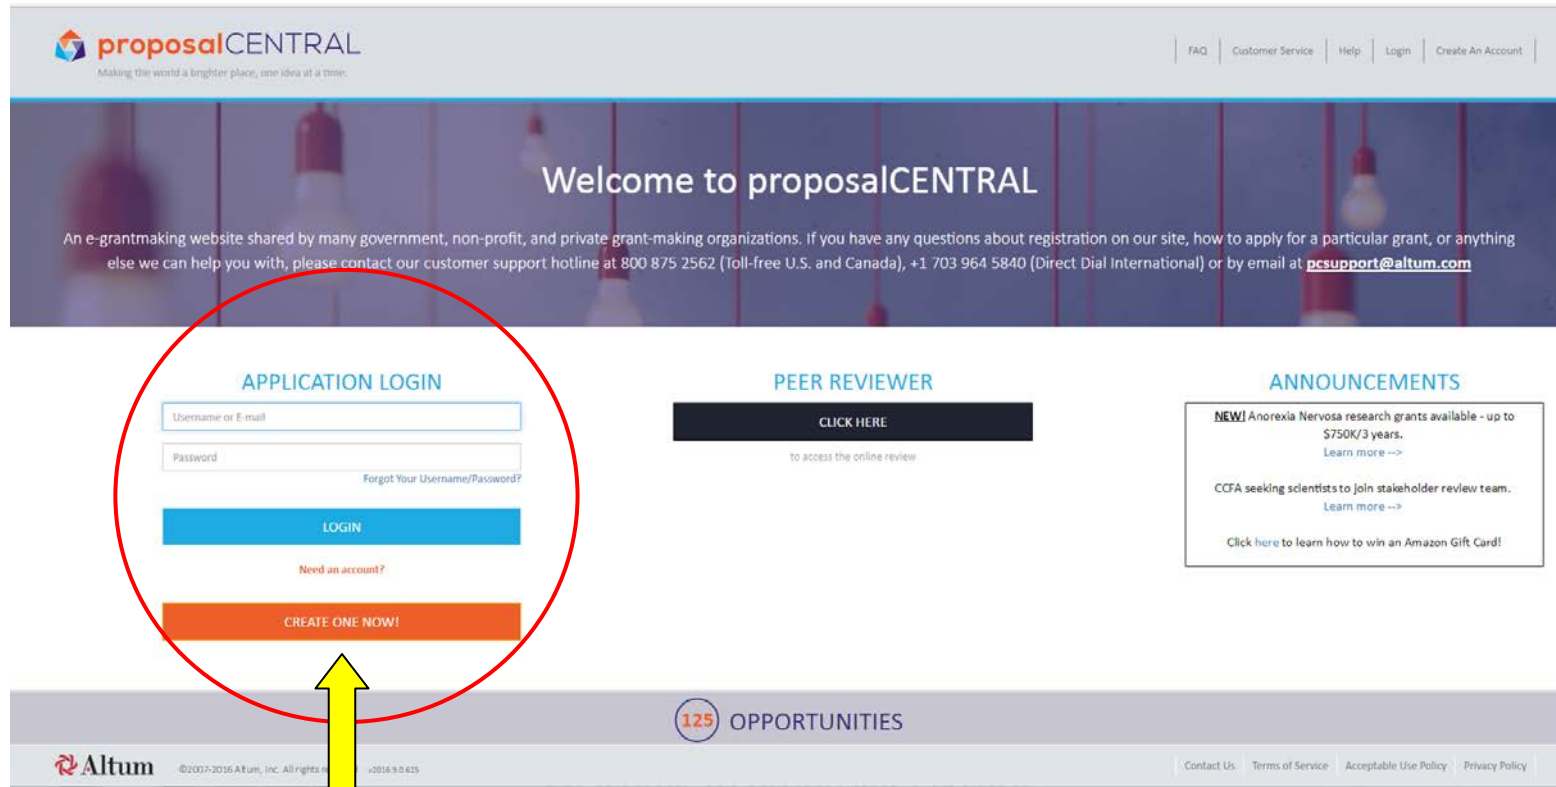 proposalCENTRAL
Making the world a brighter place, one idea at a time.
FAQ
Customer Service
Help
Login
Create An Account
Welcome to proposalCENTRAL
An e-grantmaking website shared by many government, non-profit, and private grant-making organizations. If you have any questions about registration on our site, how to apply for a particular grant, or anything
else we can help you with, please contact our customer support hotline at 800 875 2562 (Toll-free U.S. and Canada), +1 703 964 5840 (Direct Dial International) or by email at pcsupport@altum.com
APPLICATION LOGIN
Username or E-mail
Password
Forgot Your Username/Password?
LOGIN
Need an account?
CREATE ONE NOW!
PEER REVIEWER
CLICK HERE
to access the online review
ANNOUNCEMENTS
NEW! Anorexia Nervosa research grants available - up to
$750K/3 years.
Learn more -->
CCFA seeking scientists to join stakeholder review team.
Learn more -->
Click here to learn how to win an Amazon Gift Card!
125 OPPORTUNITIES
Altum
©2007-2016 Altum, Inc. All rights
Contact Us
Terms of Service
Acceptable Use Policy
Privacy Policy